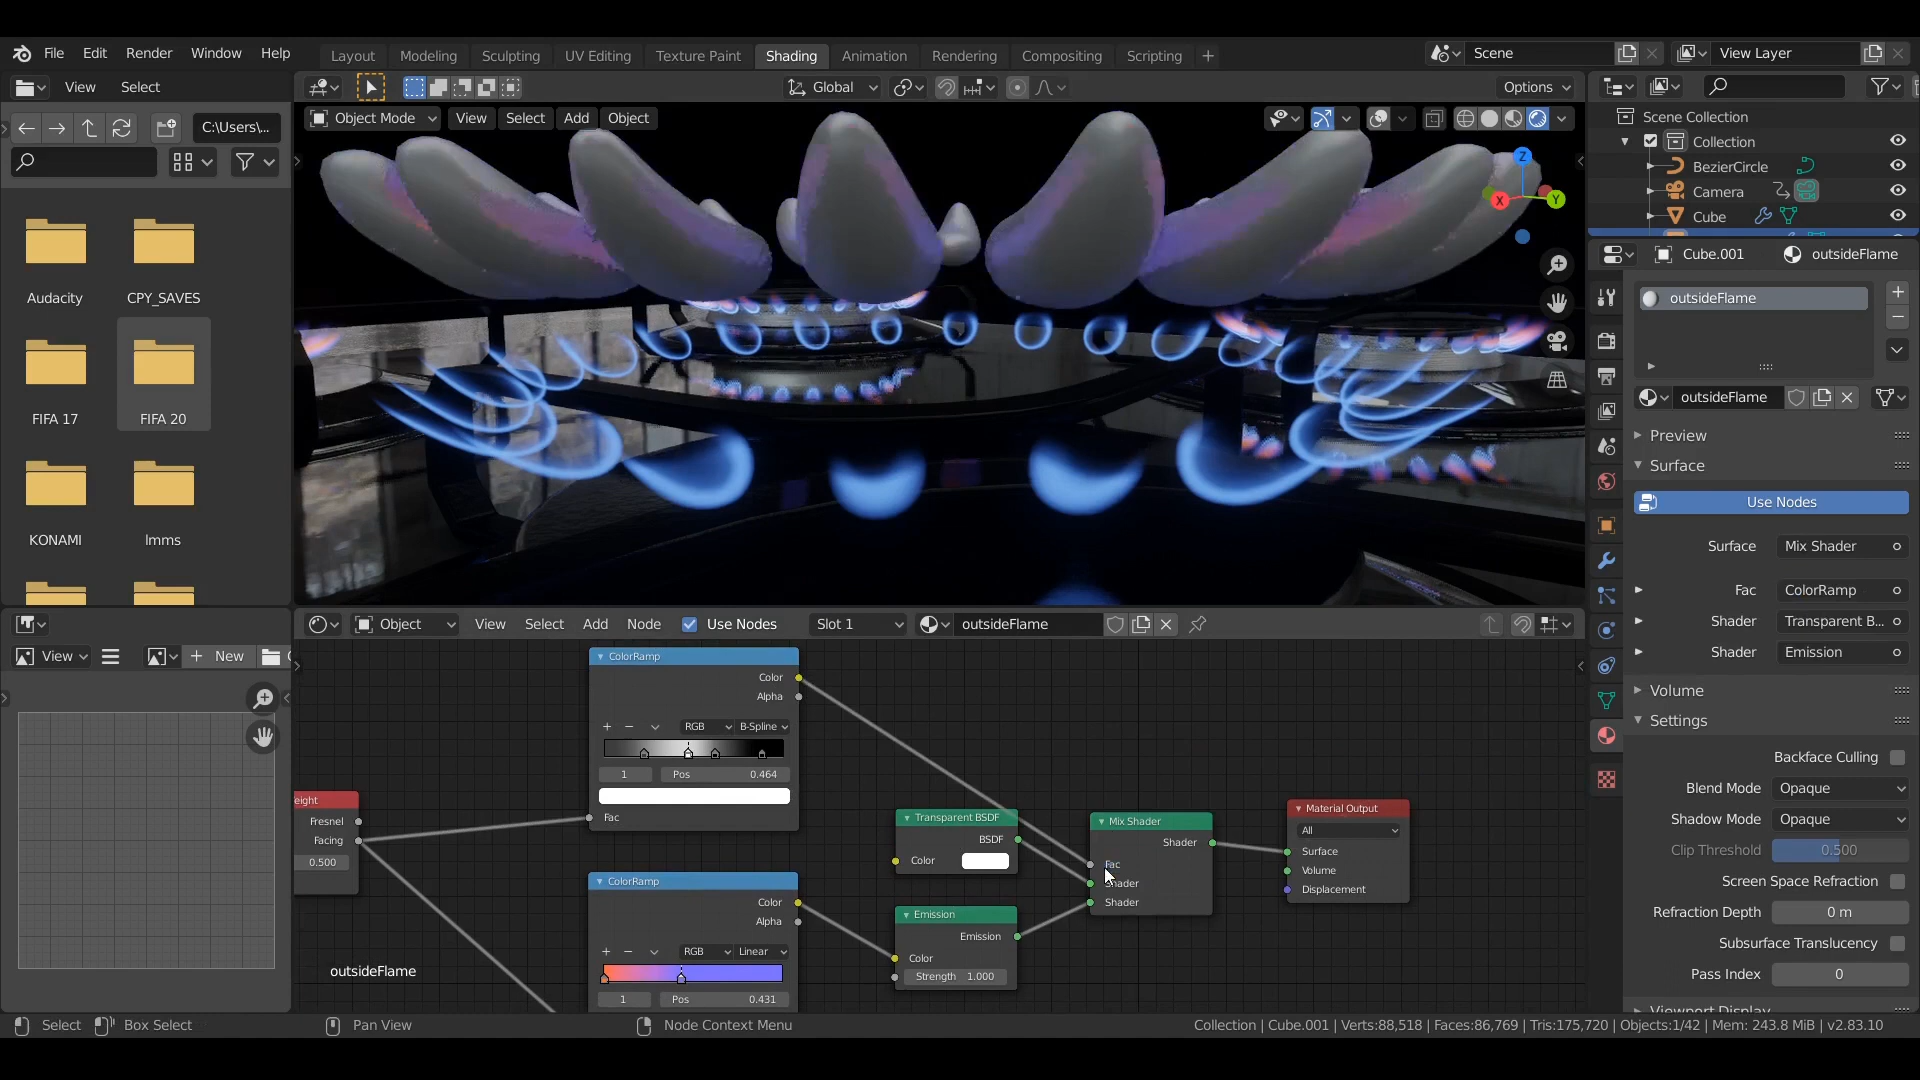 File Edit Render Window Help
Layout Modeling Sculpting UV Editing Texture Paint Shading Animation Rendering Compositing Scripting +
Scene
View Layer
View Select
Global
Options
C:\Users\...
Object Mode View Select Add Object
Z
X
Y
Audacity CPY_SAVES
FIFA 17 FIFA 20
KONAMI lmms
Scene Collection
Collection
BezierCircle
Camera
Cube
Cube.001 outsideFlame
outsideFlame
outsideFlame
Preview
Surface
Use Nodes
Surface Mix Shader
Fac ColorRamp
Shader Transparent B...
Shader Emission
Volume
Settings
Backface Culling
Blend Mode Opaque
Shadow Mode Opaque
Clip Threshold 0.500
Screen Space Refraction
Refraction Depth 0 m
Subsurface Translucency
Pass Index 0
Viewport Display
Object View Select Add Node Use Nodes Slot 1 outsideFlame
View New
ColorRamp
Color
Alpha
RGB B-Spline
1 Pos 0.464
Fac
eight
Fresnel
Facing
0.500
ColorRamp
Color
Alpha
RGB Linear
1 Pos 0.431
Transparent BSDF
BSDF
Color
Emission
Emission
Color
Strength 1.000
Mix Shader
Shader
Fac
Shader
Shader
Material Output
All
Surface
Volume
Displacement
outsideFlame
Select Box Select Pan View Node Context Menu
Collection | Cube.001 | Verts:88,518 | Faces:86,769 | Tris:175,720 | Objects:1/42 | Mem: 243.8 MiB | v2.83.10